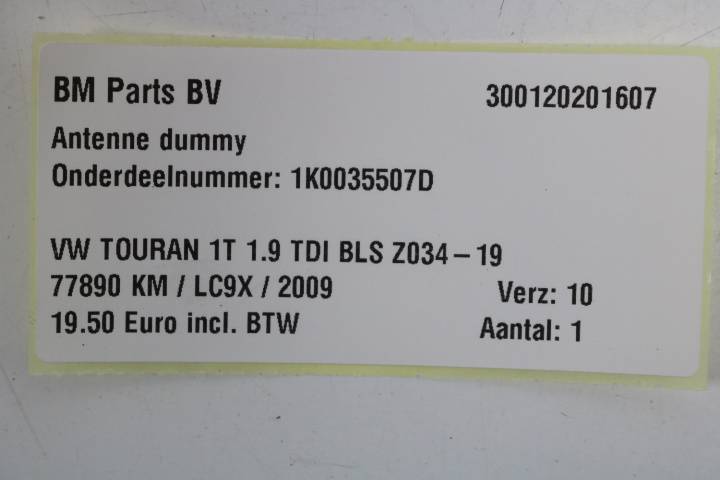 BM Parts BV 300120201607
Antenne dummy
Onderdeelnummer: 1K0035507D
VW TOURAN 1T 1.9 TDI BLS Z034-19
77890 KM / LC9X / 2009 Verz: 10
19.50 Euro incl. BTW Aantal: 1